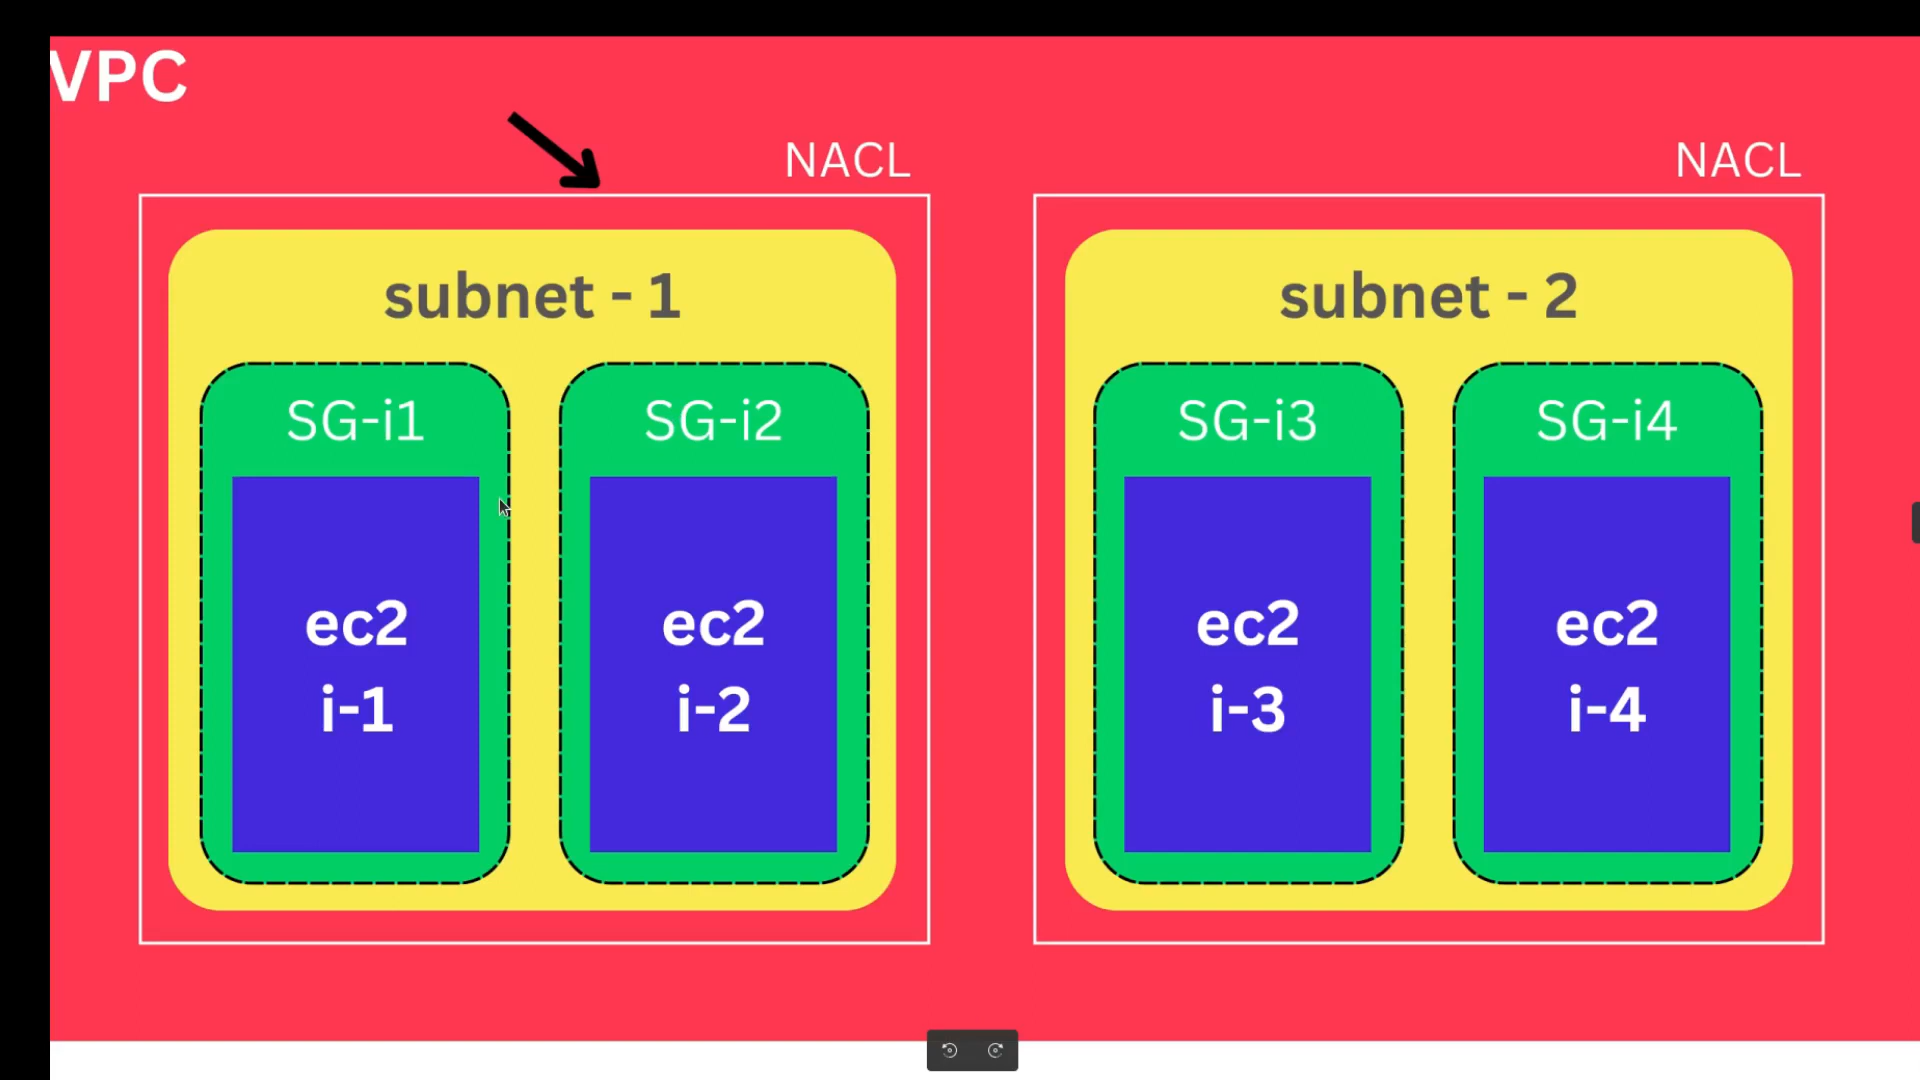 VPC
NACL
NACL
subnet - 1
subnet - 2
SG-i1
SG-i2
SG-i3
SG-i4
ec2
i-1
ec2
i-2
ec2
i-3
ec2
i-4